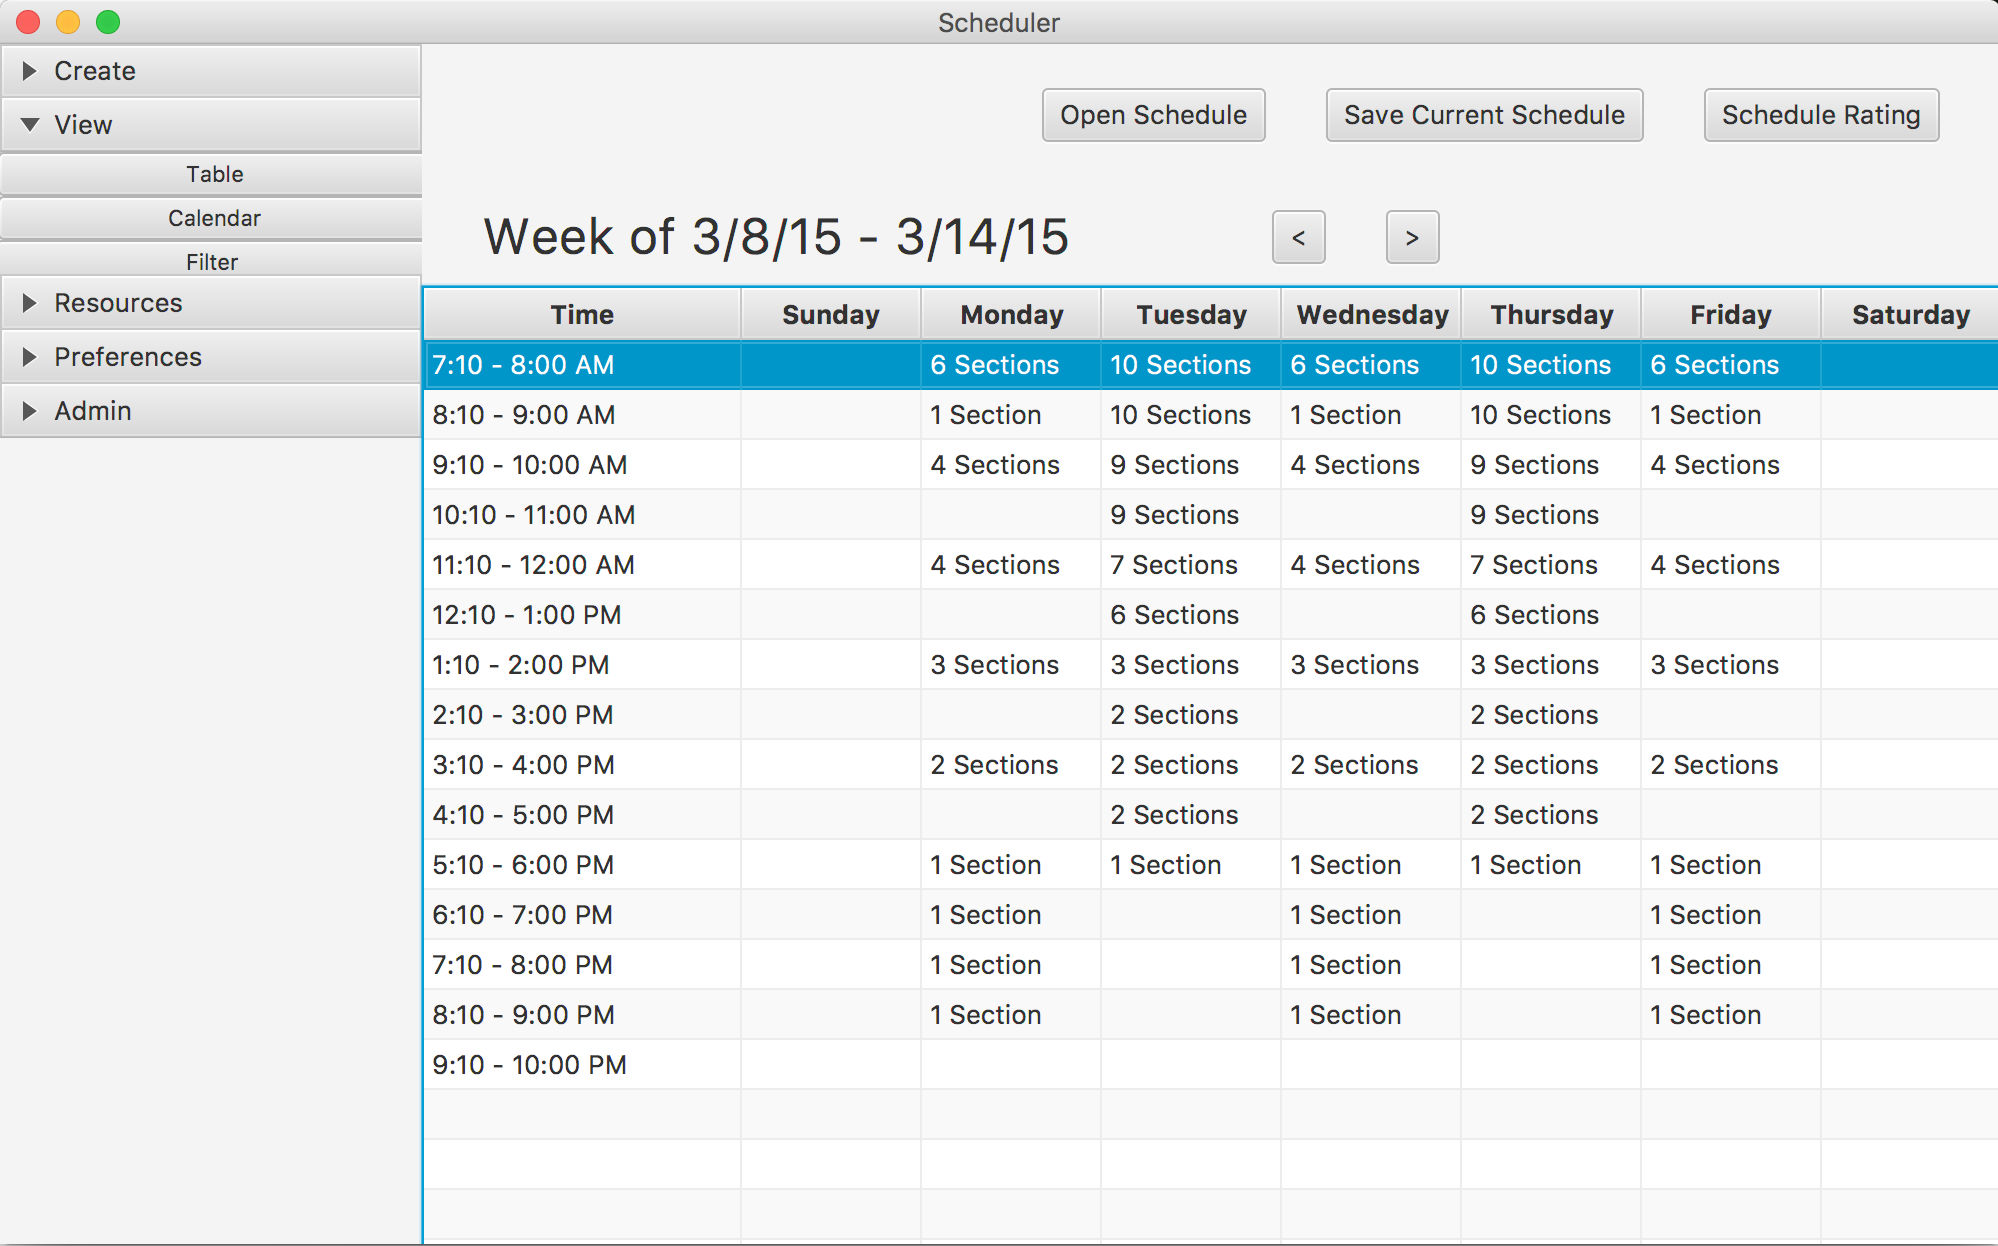 Scheduler
Create
View
Table
Calendar
Filter
Resources
Preferences
Admin
Open Schedule Save Current Schedule Schedule Rating
Week of 3/8/15 - 3/14/15 < >
Time Sunday Monday Tuesday Wednesday Thursday Friday Saturday
7:10 - 8:00 AM 6 Sections 10 Sections 6 Sections 10 Sections 6 Sections
8:10 - 9:00 AM 1 Section 10 Sections 1 Section 10 Sections 1 Section
9:10 - 10:00 AM 4 Sections 9 Sections 4 Sections 9 Sections 4 Sections
10:10 - 11:00 AM 9 Sections 9 Sections
11:10 - 12:00 AM 4 Sections 7 Sections 4 Sections 7 Sections 4 Sections
12:10 - 1:00 PM 6 Sections 6 Sections
1:10 - 2:00 PM 3 Sections 3 Sections 3 Sections 3 Sections 3 Sections
2:10 - 3:00 PM 2 Sections 2 Sections
3:10 - 4:00 PM 2 Sections 2 Sections 2 Sections 2 Sections 2 Sections
4:10 - 5:00 PM 2 Sections 2 Sections
5:10 - 6:00 PM 1 Section 1 Section 1 Section 1 Section 1 Section
6:10 - 7:00 PM 1 Section 1 Section 1 Section
7:10 - 8:00 PM 1 Section 1 Section 1 Section
8:10 - 9:00 PM 1 Section 1 Section 1 Section
9:10 - 10:00 PM